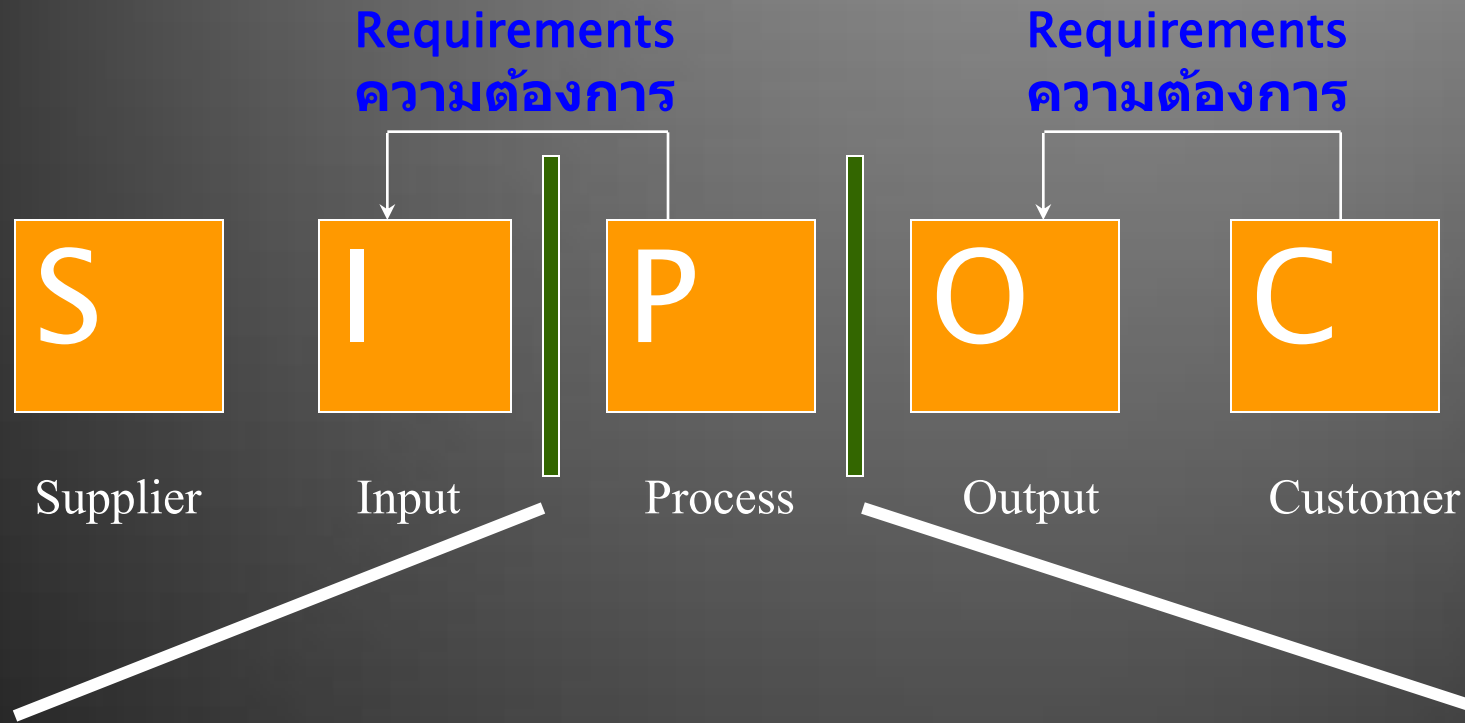 Requirements
ความต้องการ
Requirements
ความต้องการ
S
I
P
O
C
Supplier
Input
Process
Output
Customer